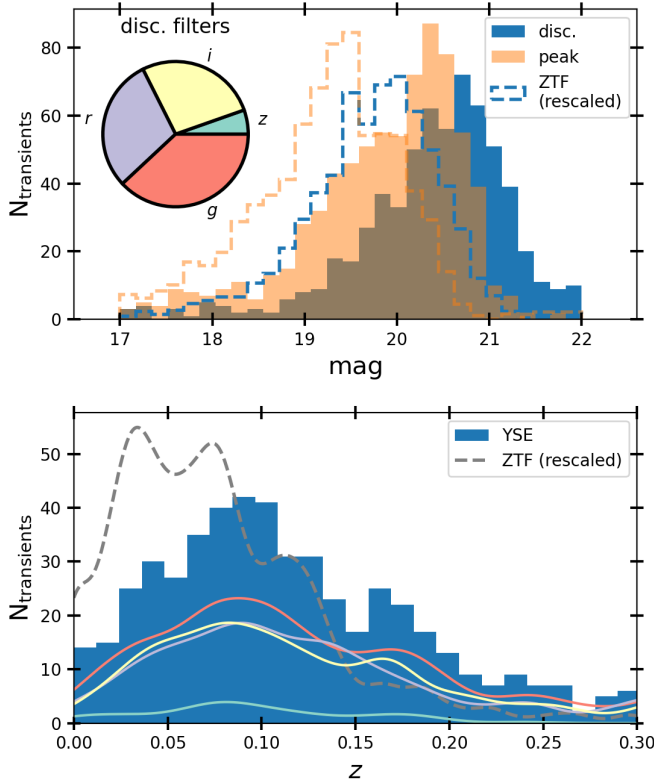 disc. filters
i
r
z
g
disc.
peak
ZTF
(rescaled)
80
60
40
20
0
N_transients
17 18 19 20 21 22
mag
YSE
ZTF (rescaled)
50
40
30
20
10
0
N_transients
0.00 0.05 0.10 0.15 0.20 0.25 0.30
z